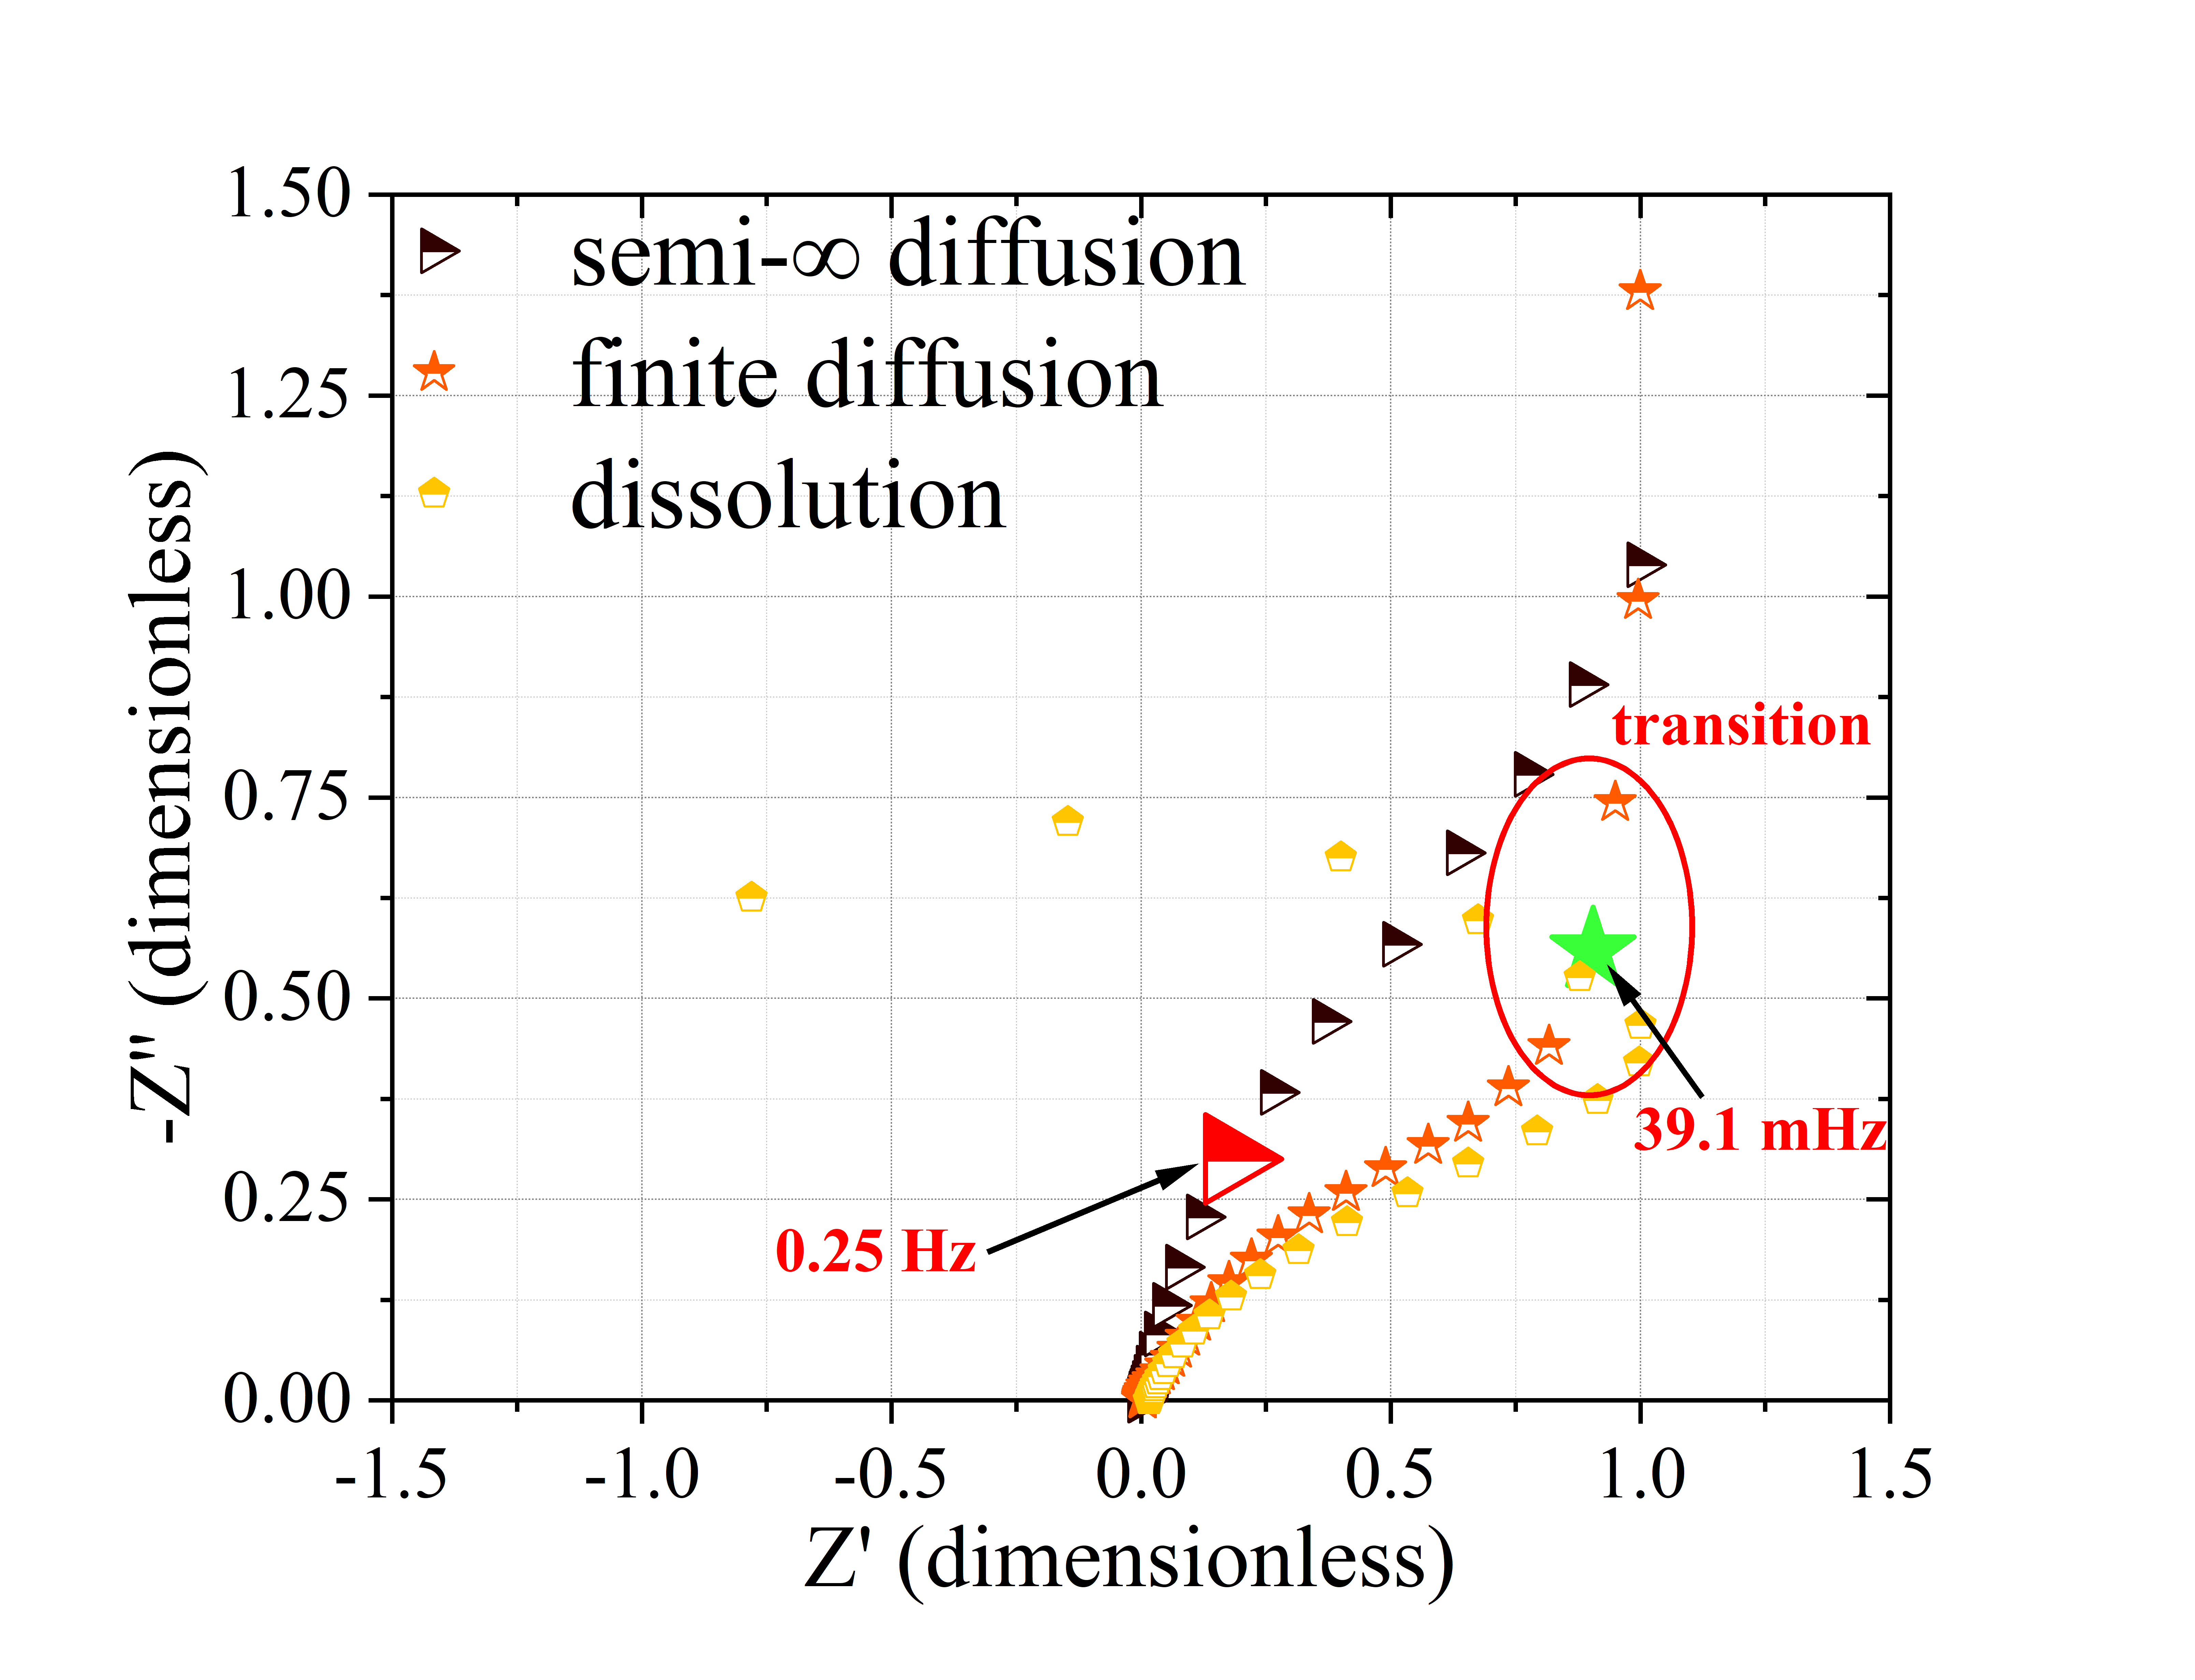 semi-∞ diffusion
finite diffusion
dissolution
1.50
1.25
1.00
0.75
0.50
0.25
0.00
-Z" (dimensionless)
transition
39.1 mHz
0.25 Hz
-1.5 -1.0 -0.5 0.0 0.5 1.0 1.5
Z' (dimensionless)